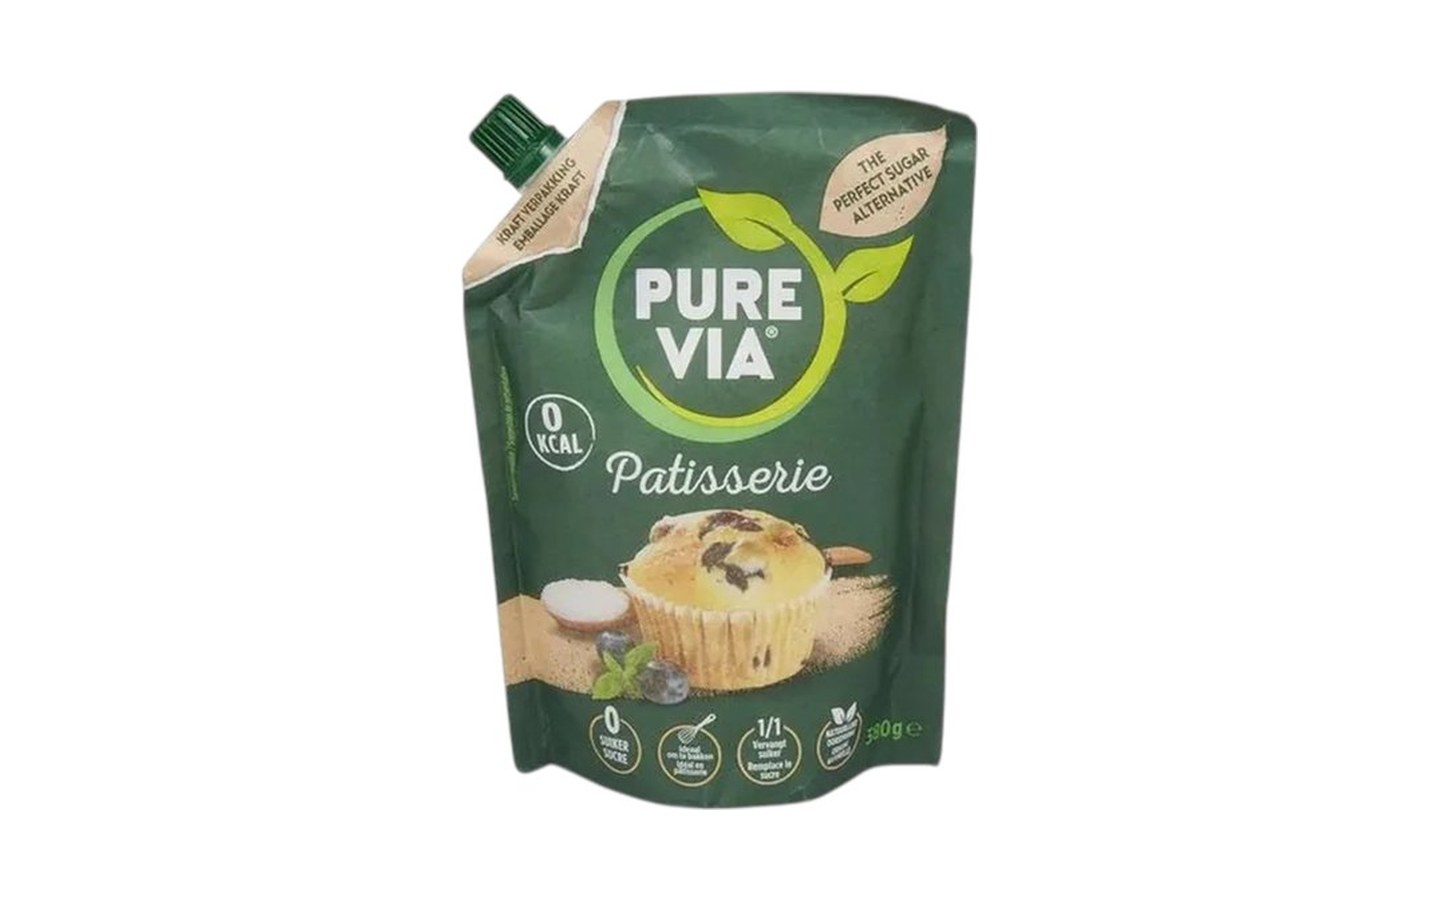 KRAFT VERPAKKING
EMBALLAGE KRAFT
THE
PERFECT SUGAR
ALTERNATIVE
PURE
VIA®
0
KCAL
Patisserie
0
SUIKER
SUCRE
Ideaal
om te bakken
Idéal en
pâtisserie
1/1
Vervangt
suiker
Remplace le
sucre
380g e